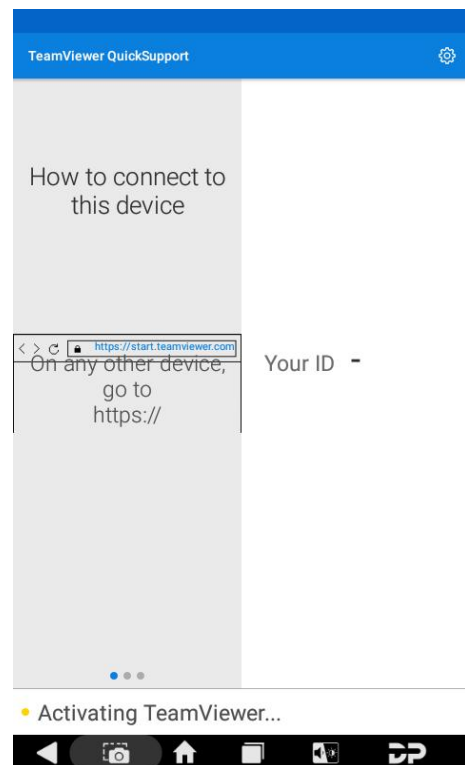 TeamViewer QuickSupport
How to connect to
this device
https://start.teamviewer.com
On any other device,
go to
https://
Your ID -
Activating TeamViewer...
DP